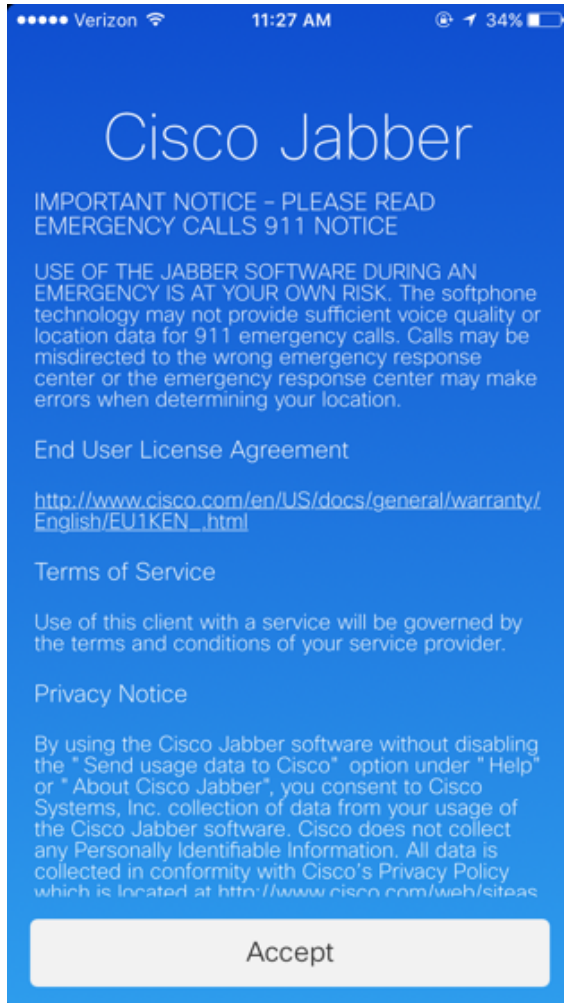 Verizon 11:27 AM 34%
Cisco Jabber
IMPORTANT NOTICE – PLEASE READ
EMERGENCY CALLS 911 NOTICE
USE OF THE JABBER SOFTWARE DURING AN
EMERGENCY IS AT YOUR OWN RISK. The softphone
technology may not provide sufficient voice quality or
location data for 911 emergency calls. Calls may be
misdirected to the wrong emergency response
center or the emergency response center may make
errors when determining your location.
End User License Agreement
http://www.cisco.com/en/US/docs/general/warranty/
English/EU1KEN_.html
Terms of Service
Use of this client with a service will be governed by
the terms and conditions of your service provider.
Privacy Notice
By using the Cisco Jabber software without disabling
the "Send usage data to Cisco" option under "Help"
or "About Cisco Jabber", you consent to Cisco
Systems, Inc. collection of data from your usage of
the Cisco Jabber software. Cisco does not collect
any Personally Identifiable Information. All data is
collected in conformity with Cisco's Privacy Policy
which is located at http://www.cisco.com/web/siteas
Accept